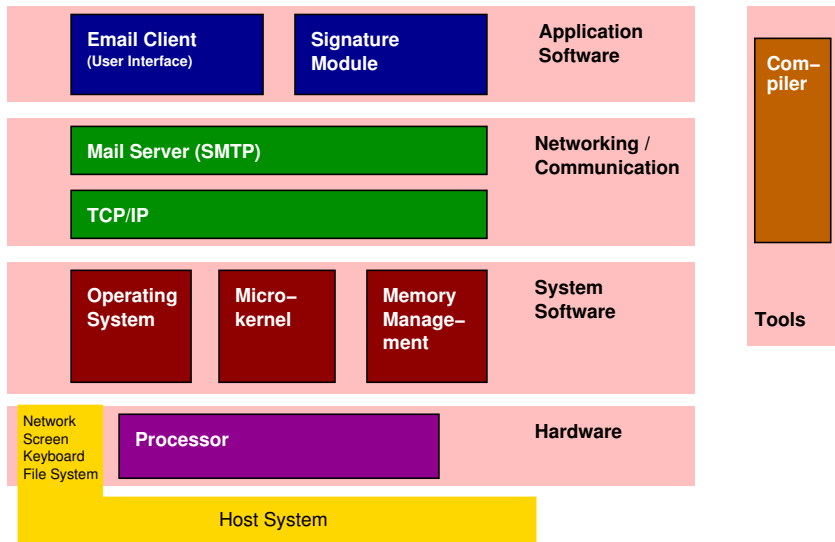 Email Client
(User Interface)
Signature
Module
Application
Software
Mail Server (SMTP)
TCP/IP
Networking /
Communication
Operating
System
Micro−
kernel
Memory
Manage−
ment
System
Software
Network
Screen
Keyboard
File System
Processor
Hardware
Host System
Com−
piler
Tools